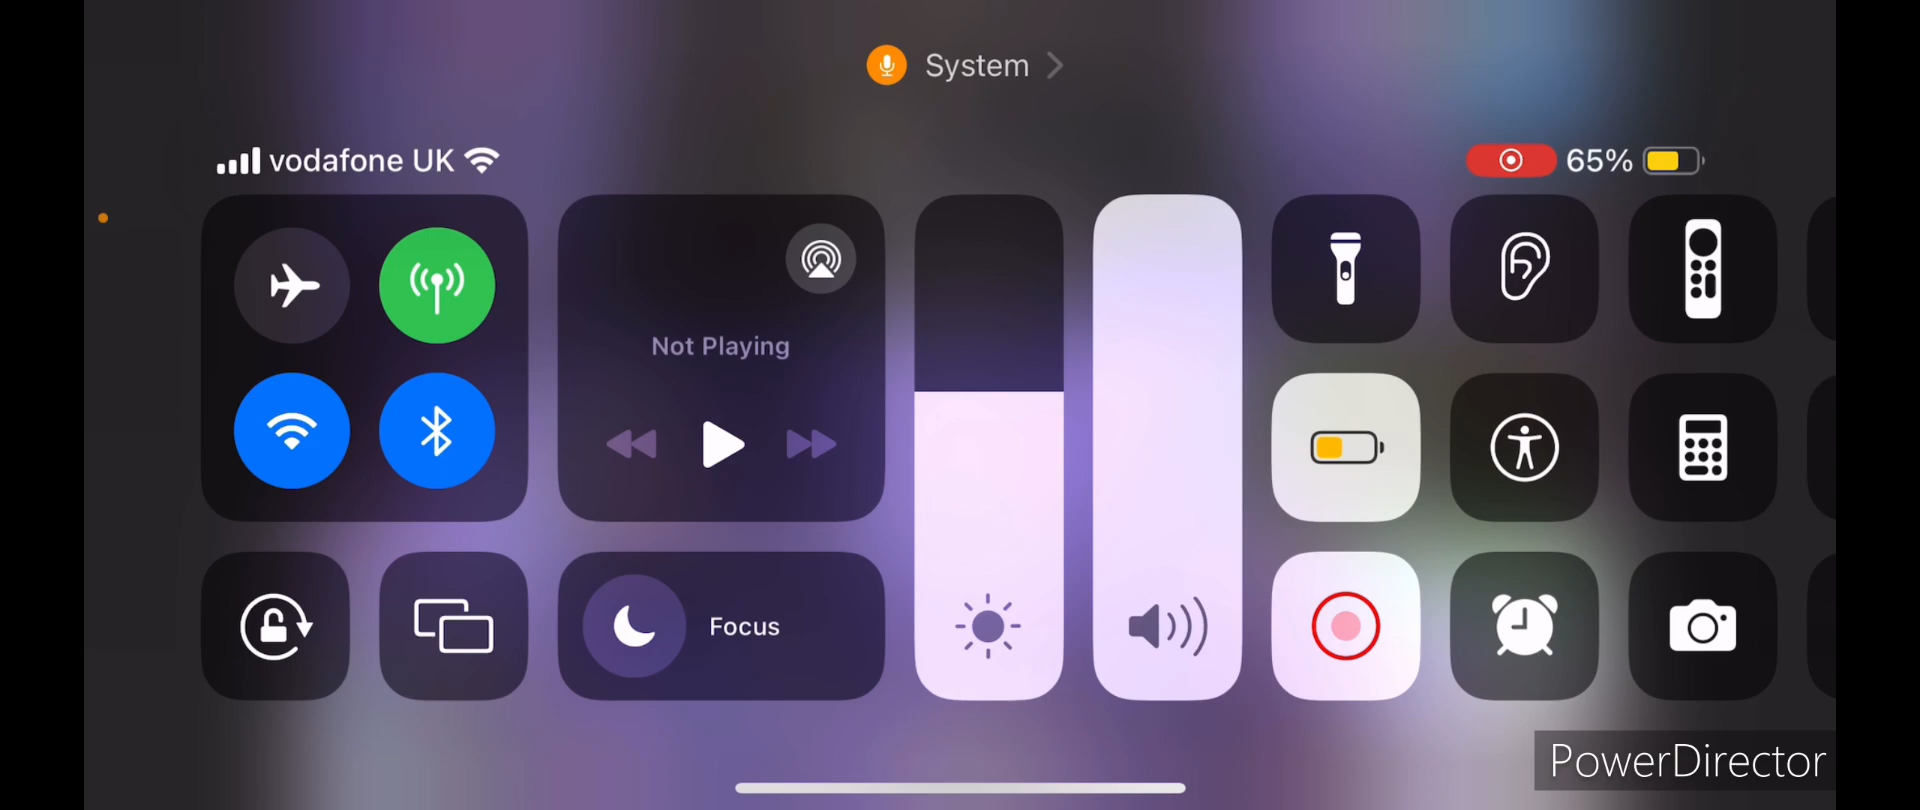 System
vodafone UK
65%
Not Playing
Focus
PowerDirector